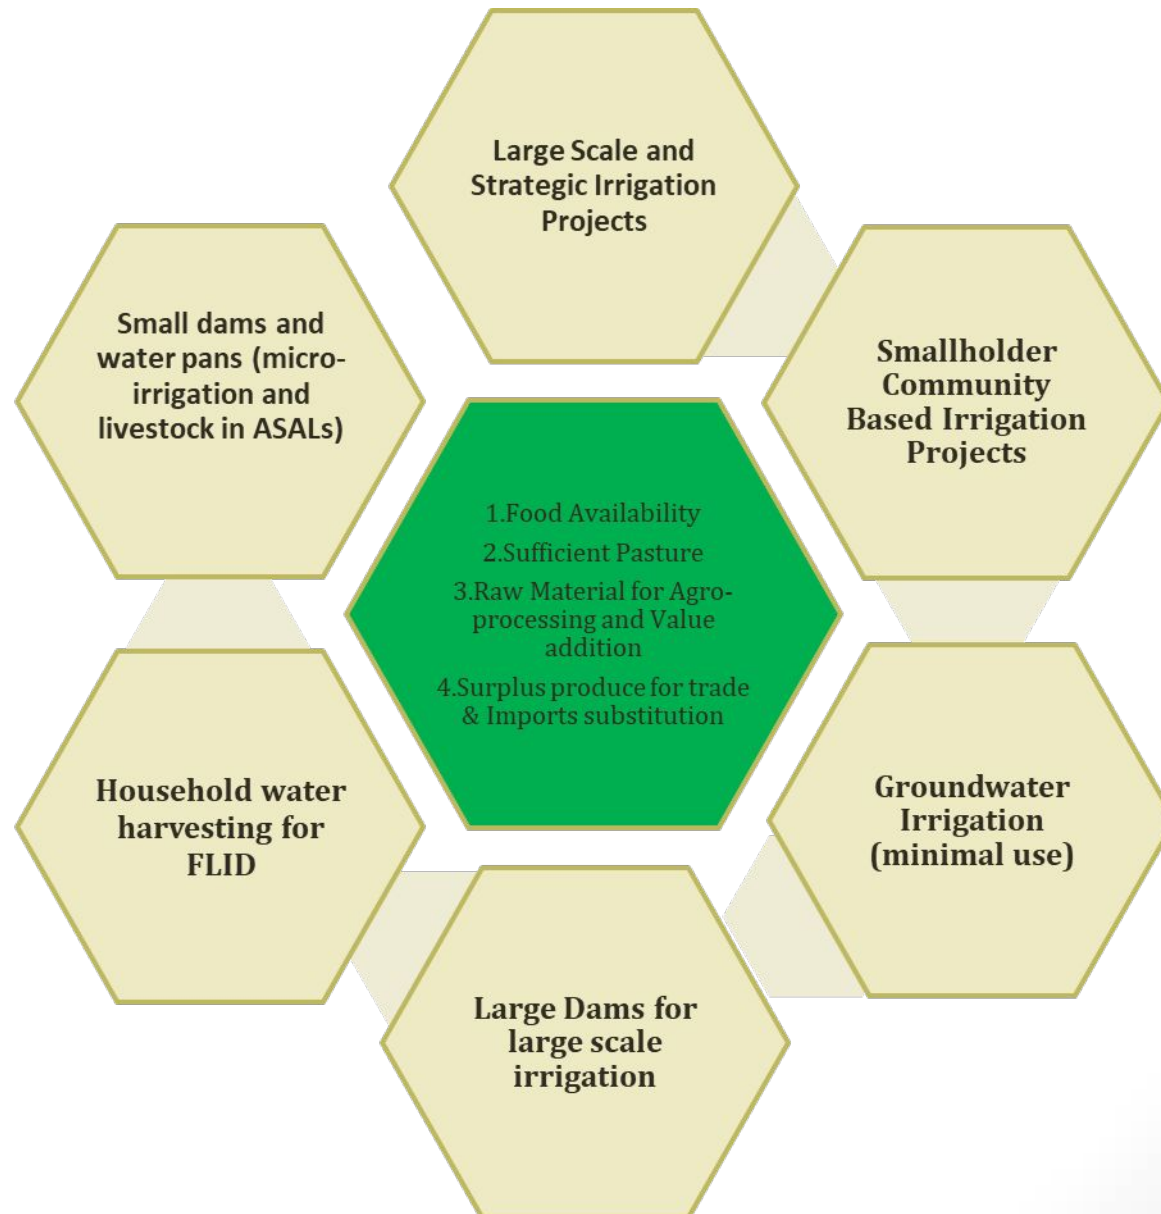 Large Scale and
Strategic Irrigation
Projects
Small dams and
water pans (micro-
irrigation and
livestock in ASALs)
Smallholder
Community
Based Irrigation
Projects
1.Food Availability
2.Sufficient Pasture
3.Raw Material for Agro-
processing and Value
addition
4.Surplus produce for trade
& Imports substitution
Household water
harvesting for
FLID
Groundwater
Irrigation
(minimal use)
Large Dams for
large scale
irrigation